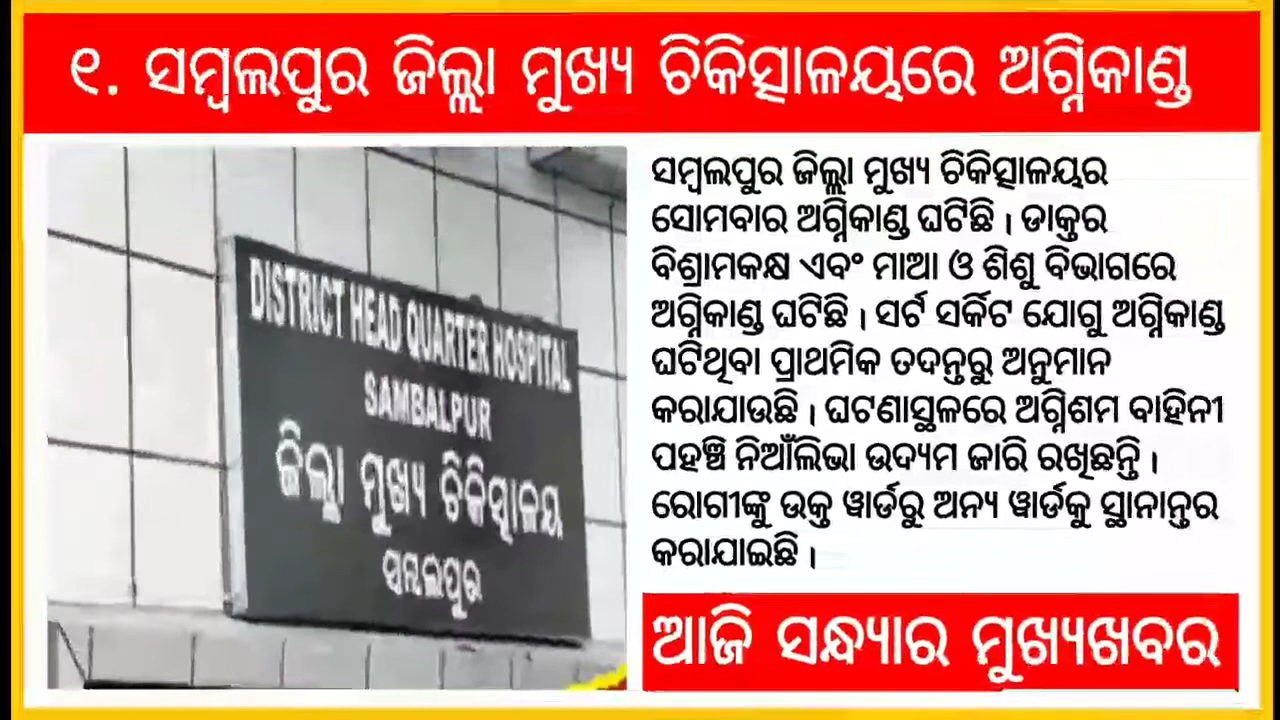 ୧. ସମ୍ବଲପୁର ଜିଲ୍ଲା ମୁଖ୍ୟ ଚିକିତ୍ସାଳୟରେ ଅଗ୍ନିକାଣ୍ଡ
DISTRICT HEAD QUARTER HOSPITAL
SAMBALPUR
ଜିଲ୍ଲା ମୁଖ୍ୟ ଚିକିତ୍ସାଳୟ
ସମ୍ବଲପୁର
ସମ୍ବଲପୁର ଜିଲ୍ଲା ମୁଖ୍ୟ ଚିକିତ୍ସାଳୟର
ସୋମବାର ଅଗ୍ନିକାଣ୍ଡ ଘଟିଛି । ଡାକ୍ତର
ବିଶ୍ରାମକକ୍ଷ ଏବଂ ମାଆ ଓ ଶିଶୁ ବିଭାଗରେ
ଅଗ୍ନିକାଣ୍ଡ ଘଟିଛି । ସର୍ଟ ସର୍କିଟ ଯୋଗୁ ଅଗ୍ନିକାଣ୍ଡ
ଘଟିଥିବା ପ୍ରାଥମିକ ତଦନ୍ତରୁ ଅନୁମାନ
କରାଯାଉଛି । ଘଟଣାସ୍ଥଳରେ ଅଗ୍ନିଶମ ବାହିନୀ
ପହଞ୍ଚି ନିଆଁଲିଭା ଉଦ୍ୟମ ଜାରି ରଖିଛନ୍ତି ।
ରୋଗୀଙ୍କୁ ଉକ୍ତ ୱାର୍ଡରୁ ଅନ୍ୟ ୱାର୍ଡକୁ ସ୍ଥାନାନ୍ତର
କରାଯାଇଛି ।
ଆଜି ସନ୍ଧ୍ୟାର ମୁଖ୍ୟଖବର